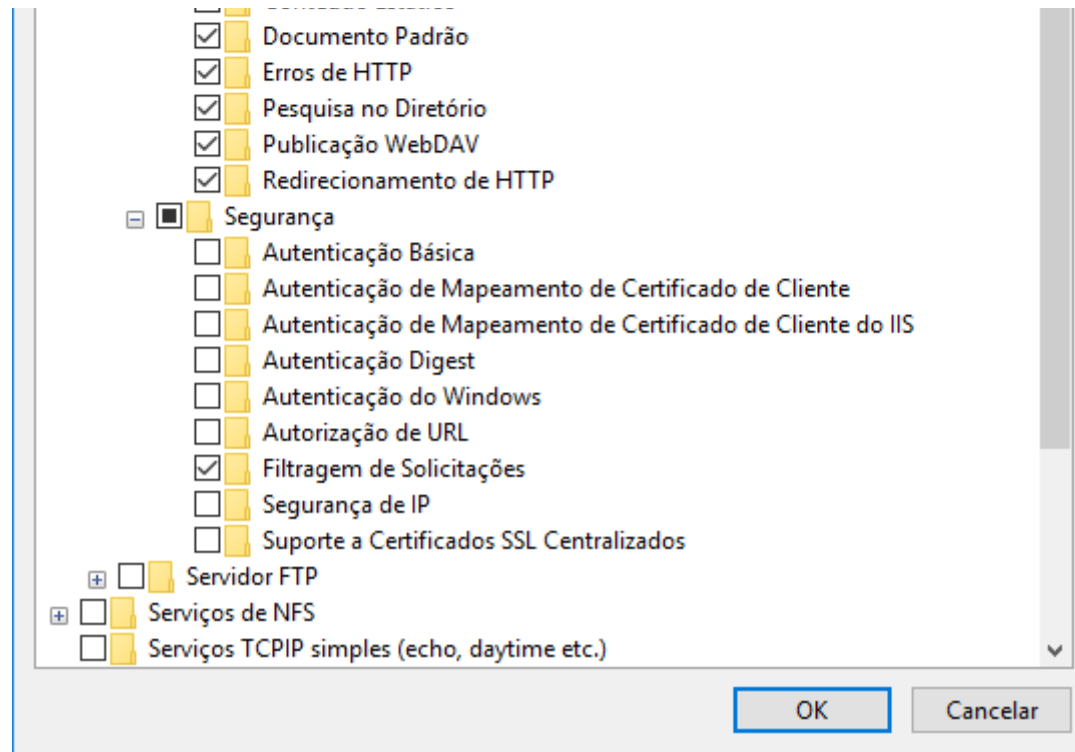 Documento Padrão
Erros de HTTP
Pesquisa no Diretório
Publicação WebDAV
Redirecionamento de HTTP
Segurança
Autenticação Básica
Autenticação de Mapeamento de Certificado de Cliente
Autenticação de Mapeamento de Certificado de Cliente do IIS
Autenticação Digest
Autenticação do Windows
Autorização de URL
Filtragem de Solicitações
Segurança de IP
Suporte a Certificados SSL Centralizados
Servidor FTP
Serviços de NFS
Serviços TCPIP simples (echo, daytime etc.)
OK
Cancelar